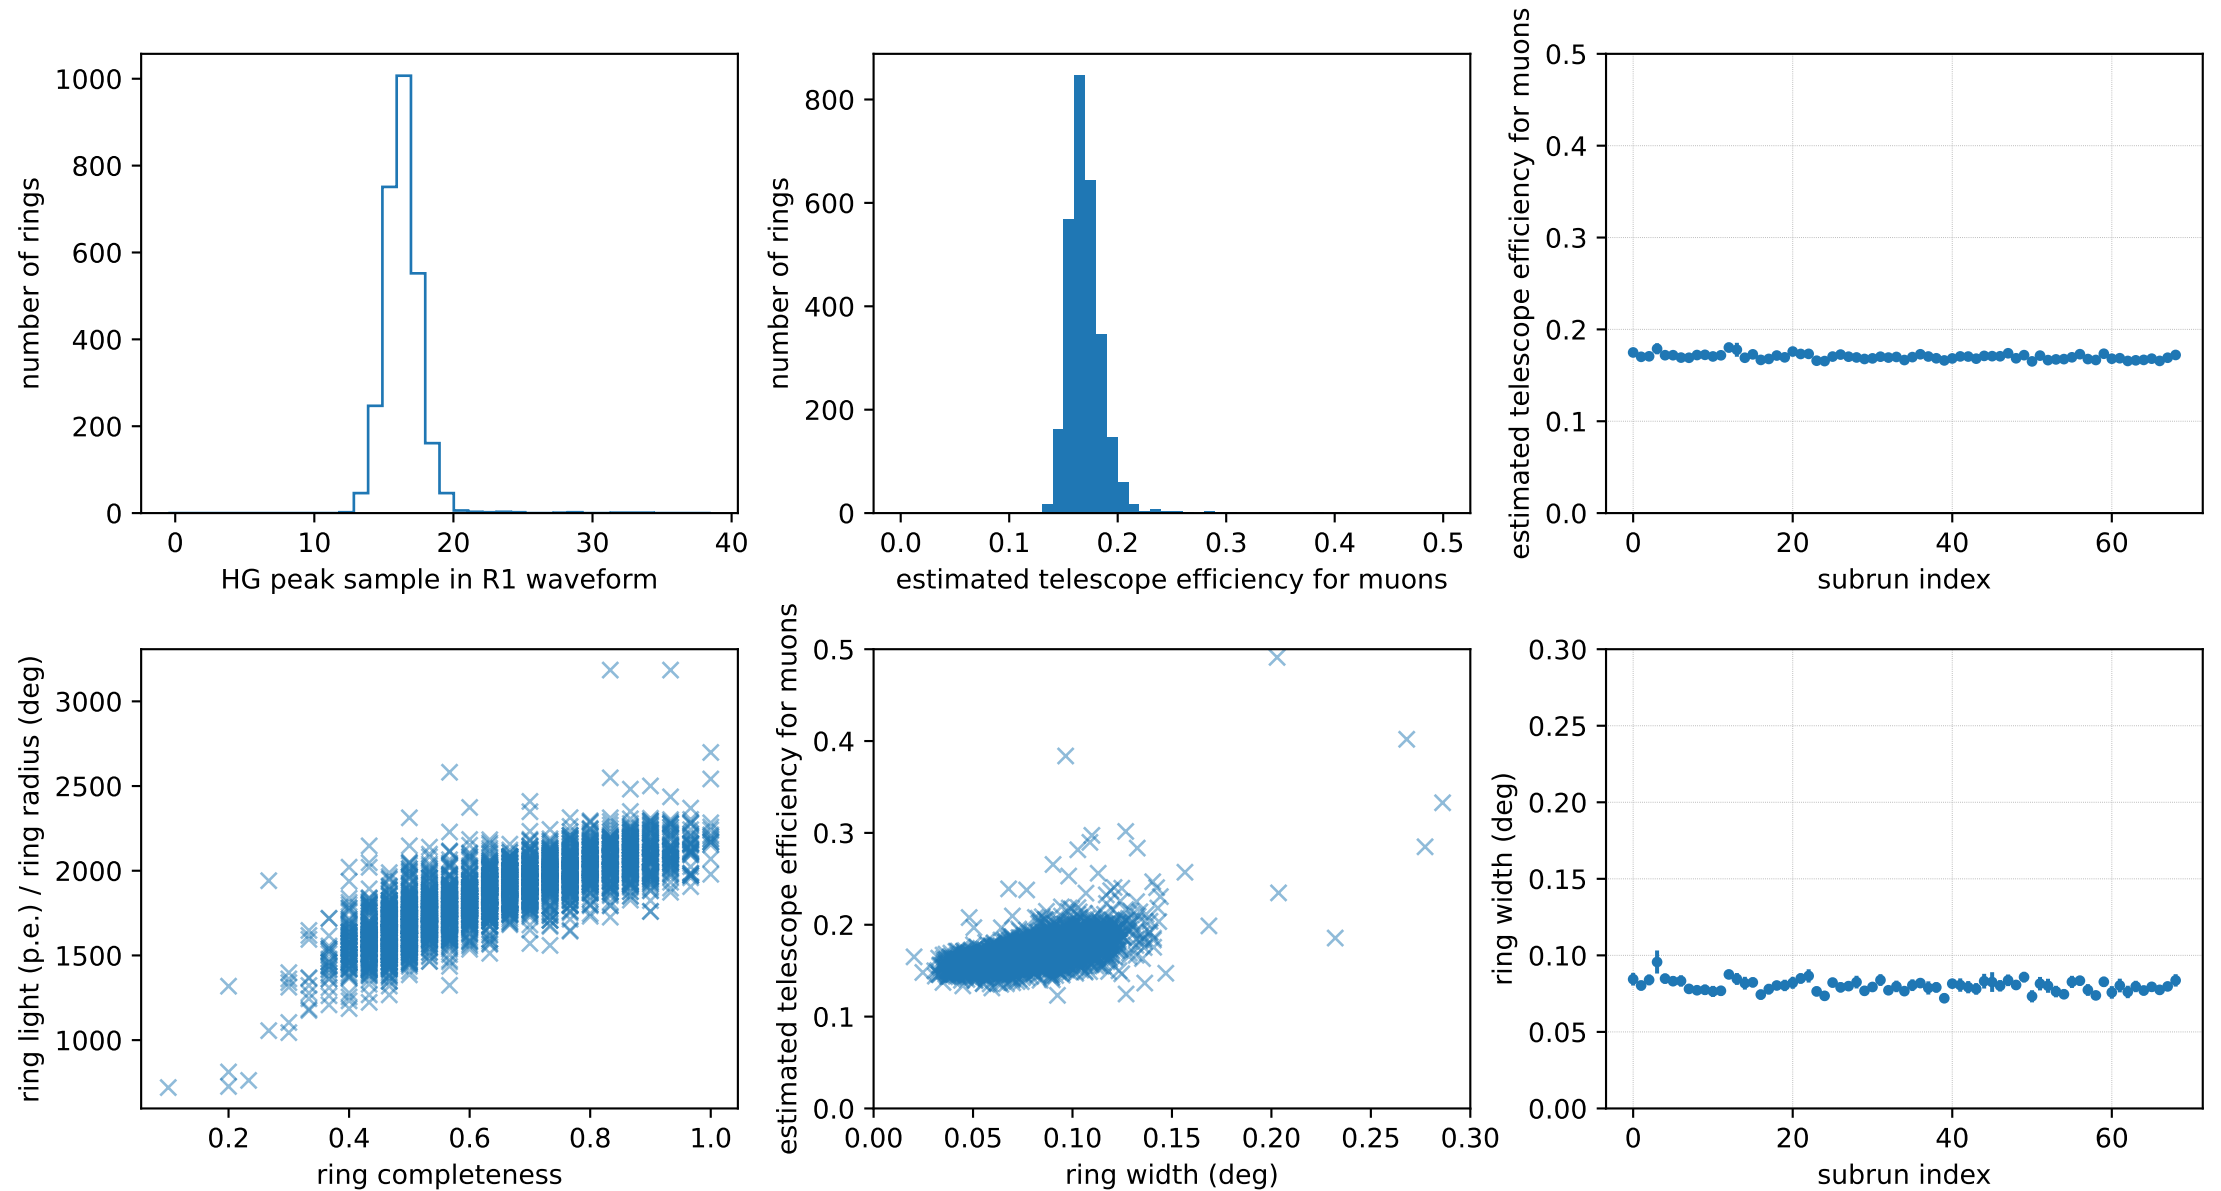 number of rings
1000
800
600
400
200
0
0 10 20 30 40
HG peak sample in R1 waveform
number of rings
800
600
400
200
0
0.0 0.1 0.2 0.3 0.4 0.5
estimated telescope efficiency for muons
estimated telescope efficiency for muons
0.5
0.4
0.3
0.2
0.1
0.0
0 20 40 60
subrun index
ring light (p.e.) / ring radius (deg)
3000
2500
2000
1500
1000
0.2 0.4 0.6 0.8 1.0
ring completeness
estimated telescope efficiency for muons
0.5
0.4
0.3
0.2
0.1
0.0
0.00 0.05 0.10 0.15 0.20 0.25 0.30
ring width (deg)
ring width (deg)
0.30
0.25
0.20
0.15
0.10
0.05
0.00
0 20 40 60
subrun index